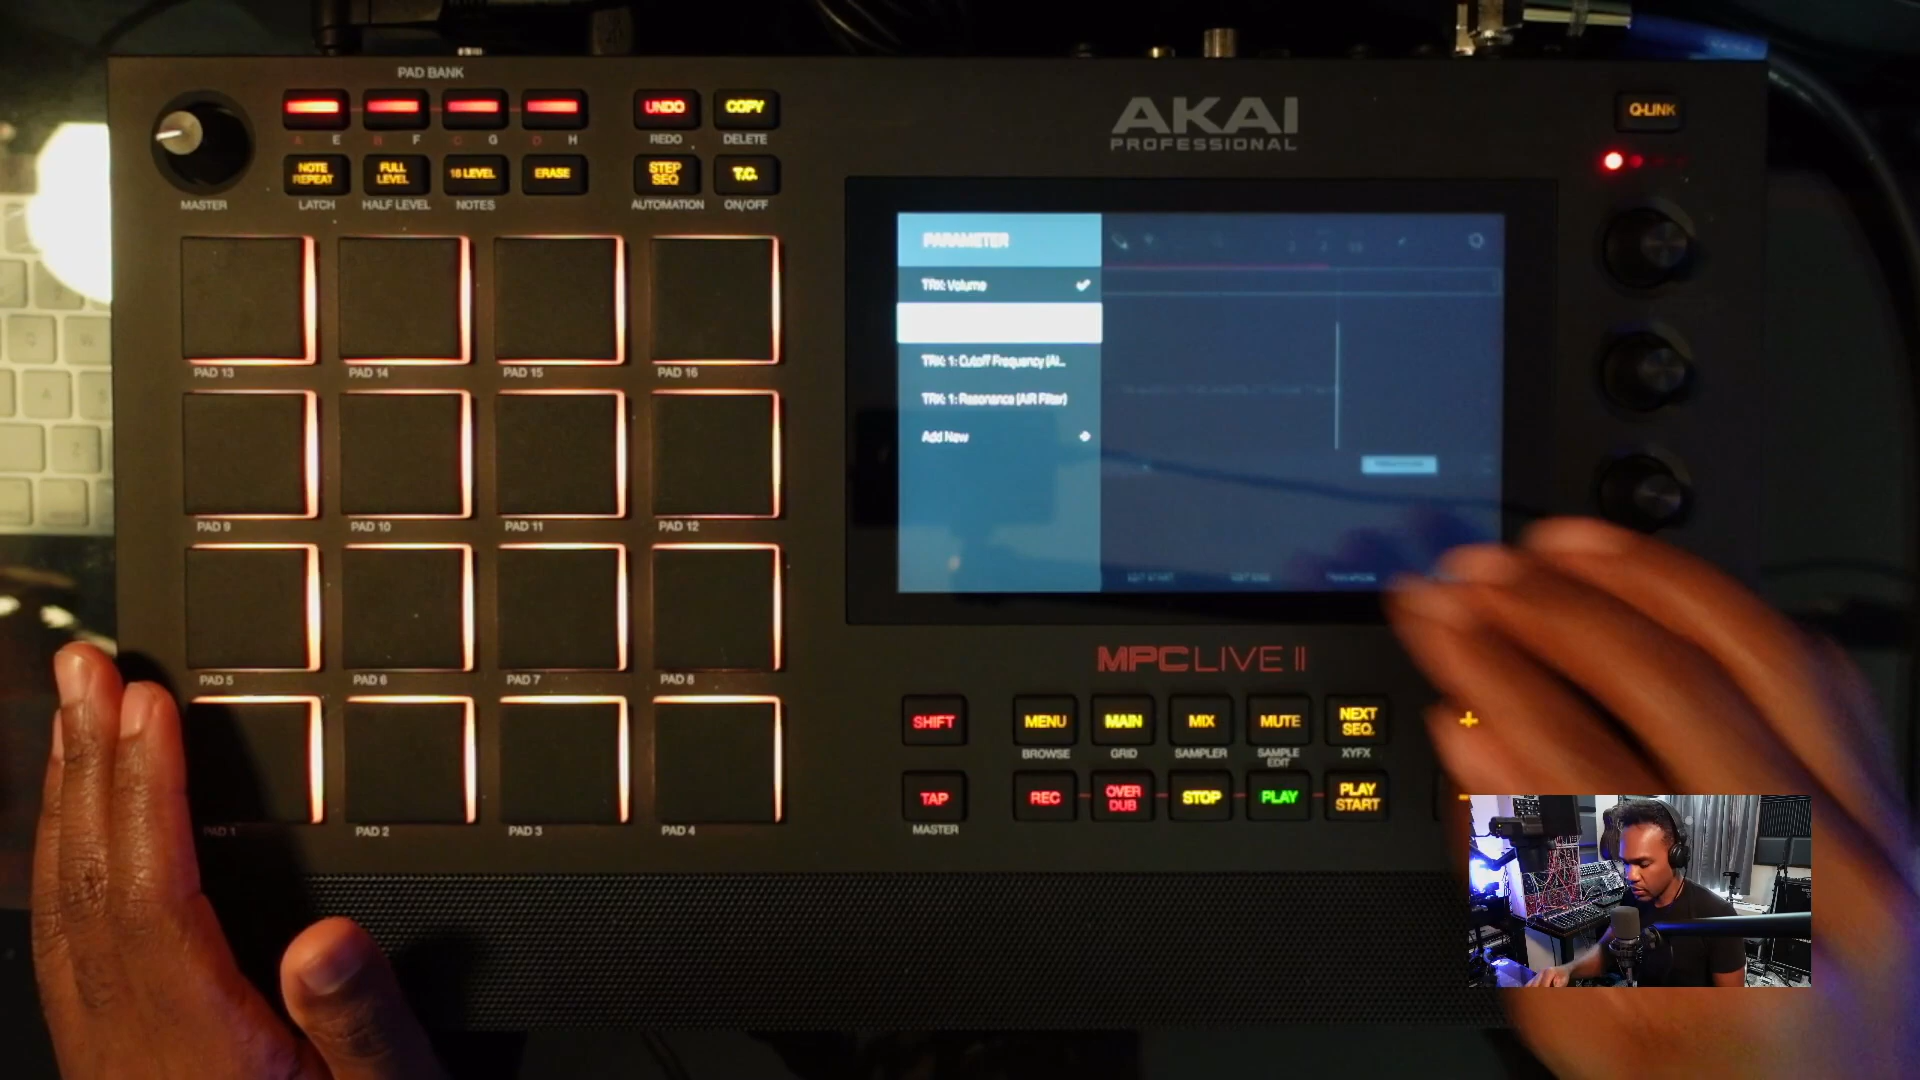 PAD BANK
A E B F C G D H
UNDO COPY
REDO DELETE
NOTE REPEAT FULL LEVEL 16 LEVEL ERASE STEP SEQ T.C.
MASTER LATCH HALF LEVEL NOTES AUTOMATION ON/OFF
AKAI
PROFESSIONAL
Q-LINK
PARAMETER
TRK: Volume
TRK: 1: Cutoff Frequency (AI...
TRK: 1: Resonance (AIR Filter)
Add New
PAD 13 PAD 14 PAD 15 PAD 16
PAD 9 PAD 10 PAD 11 PAD 12
PAD 5 PAD 6 PAD 7 PAD 8
PAD 1 PAD 2 PAD 3 PAD 4
MPC LIVE II
SHIFT MENU MAIN MIX MUTE NEXT SEQ. +
BROWSE GRID SAMPLER SAMPLE EDIT XYFX
TAP REC OVER DUB STOP PLAY PLAY START
MASTER